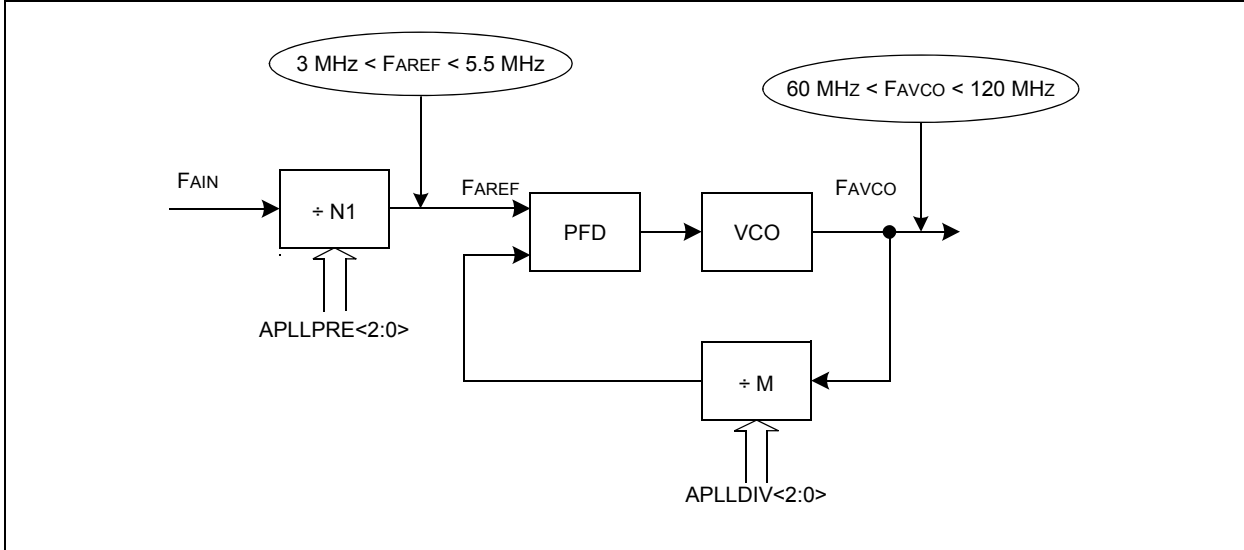 3 MHz < FAREF < 5.5 MHz
60 MHz < FAVCO < 120 MHz
FAIN
÷ N1
FAREF
PFD
VCO
FAVCO
APLLPRE<2:0>
÷ M
APLLDIV<2:0>